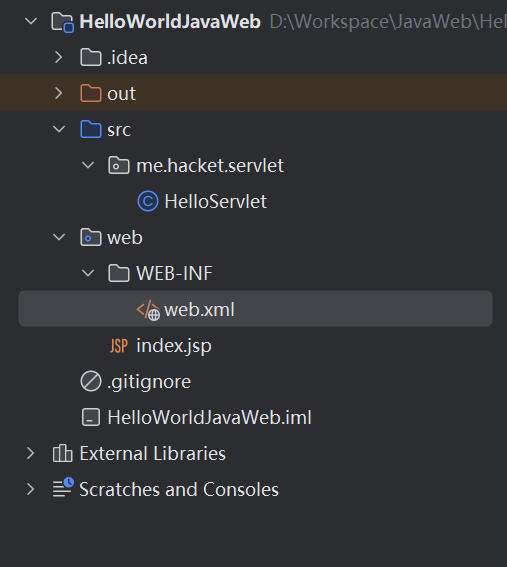 HelloWorldJavaWeb D:\Workspace\JavaWeb\Hel
.idea
out
src
me.hacket.servlet
C HelloServlet
web
WEB-INF
</> web.xml
JSP index.jsp
.gitignore
HelloWorldJavaWeb.iml
External Libraries
Scratches and Consoles